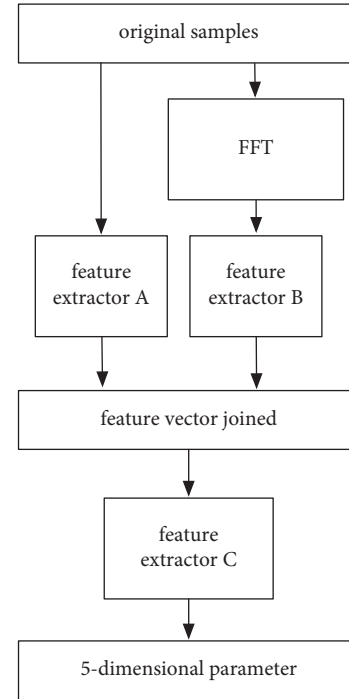 original samples
FFT
feature
extractor A
feature
extractor B
feature vector joined
feature
extractor C
5-dimensional parameter